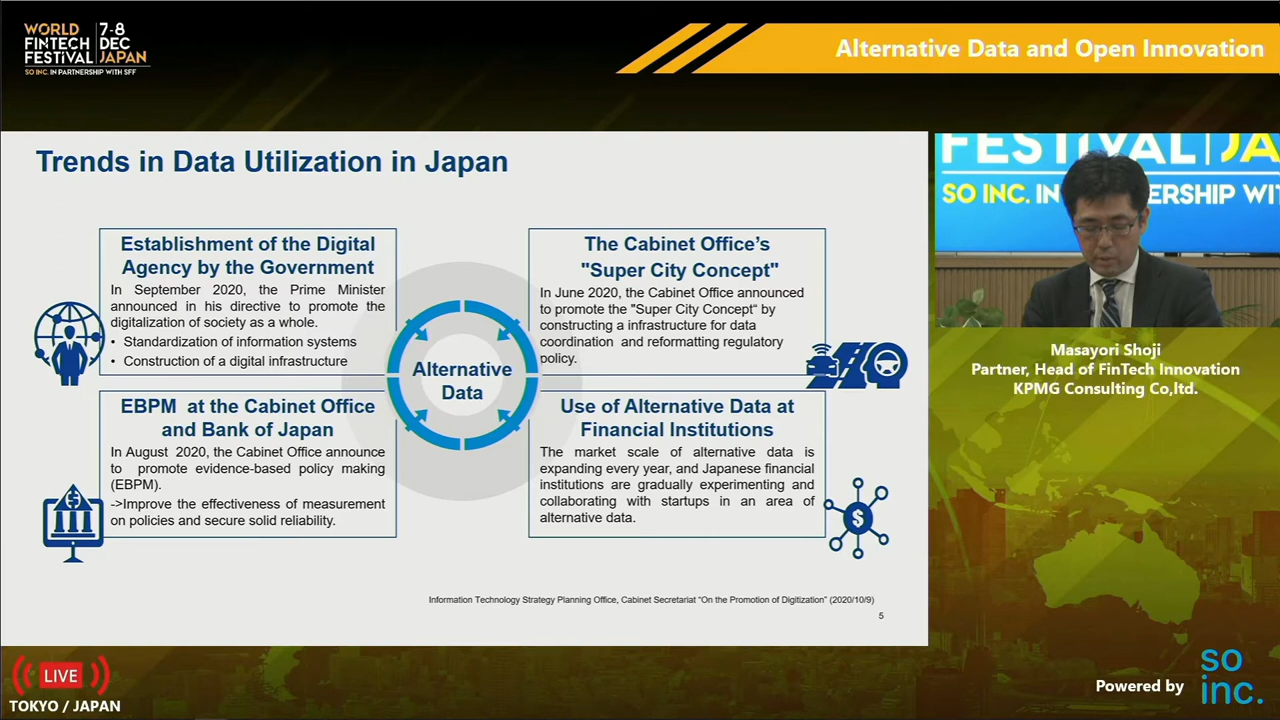 WORLD
FINTECH
FESTIVAL
7-8
DEC
JAPAN
SO INC. IN PARTNERSHIP WITH SFF
Alternative Data and Open Innovation
Trends in Data Utilization in Japan
Establishment of the Digital
Agency by the Government
In September 2020, the Prime Minister
announced in his directive to promote the
digitalization of society as a whole.
• Standardization of information systems
• Construction of a digital infrastructure
The Cabinet Office's
"Super City Concept"
In June 2020, the Cabinet Office announced
to promote the "Super City Concept" by
constructing a infrastructure for data
coordination and reformatting regulatory
policy.
Alternative
Data
EBPM at the Cabinet Office
and Bank of Japan
In August 2020, the Cabinet Office announce
to promote evidence-based policy making
(EBPM).
->Improve the effectiveness of measurement
on policies and secure solid reliability.
Use of Alternative Data at
Financial Institutions
The market scale of alternative data is
expanding every year, and Japanese financial
institutions are gradually experimenting and
collaborating with startups in an area of
alternative data.
$
$
Information Technology Strategy Planning Office, Cabinet Secretariat "On the Promotion of Digitization" (2020/10/9)
5
FESTIVAL JA
SO INC. IN ERSHIP WIT
Masayori Shoji
Partner, Head of FinTech Innovation
KPMG Consulting Co,ltd.
LIVE
TOKYO / JAPAN
Powered by
so
inc.